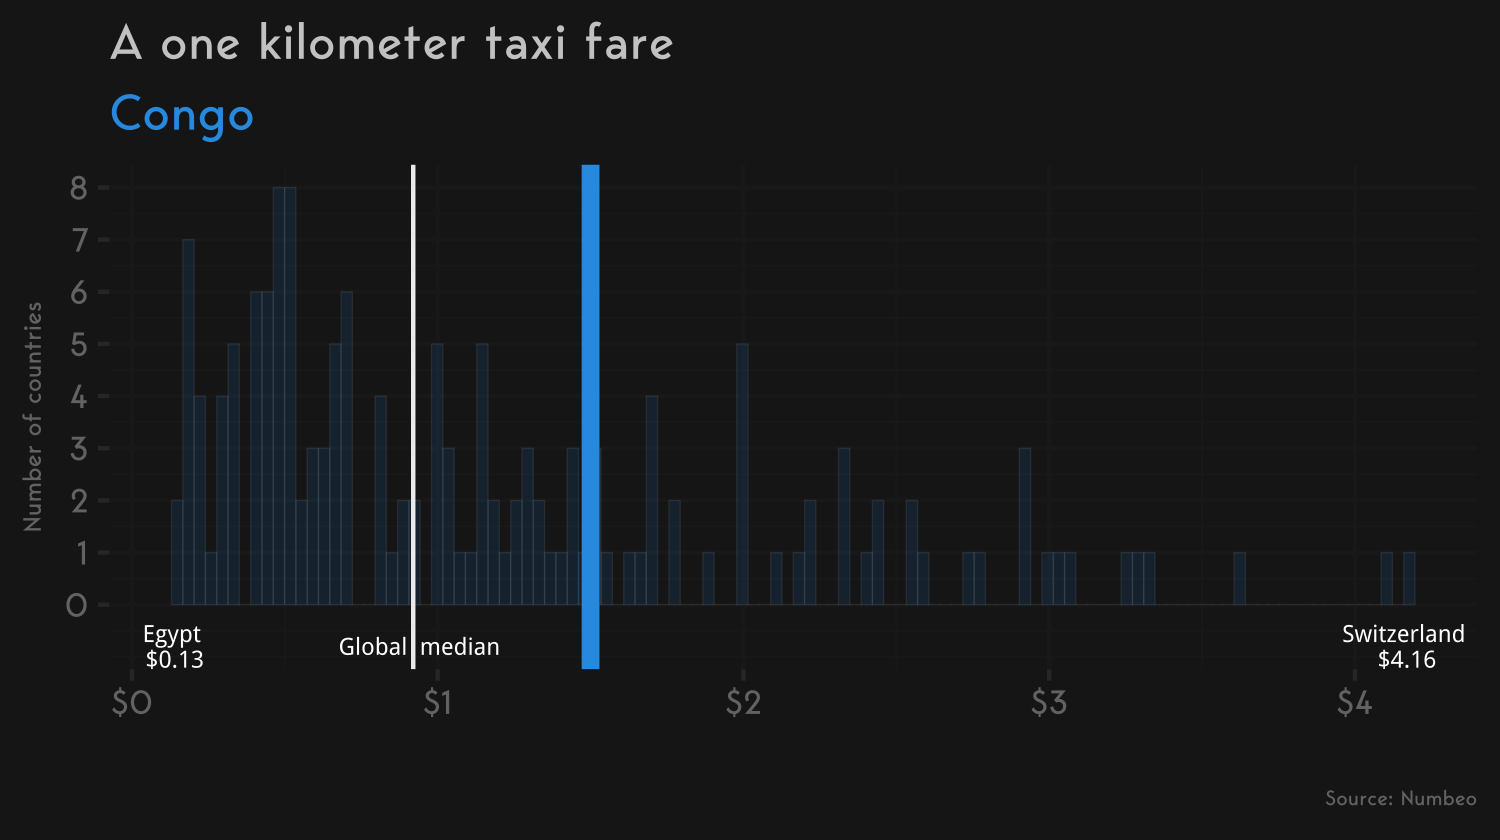 A one kilometer taxi fare
Congo
Number of countries
8
7
6
5
4
3
2
1
0
Egypt
$0.13
Global median
Switzerland
$4.16
$0 $1 $2 $3 $4
Source: Numbeo